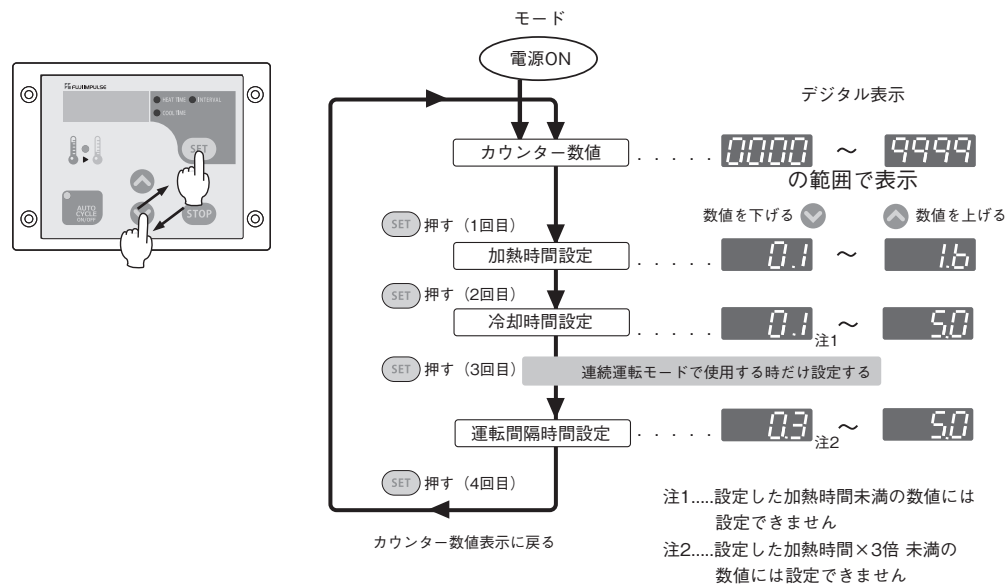 モード
電源ON
FUJI IMPULSE
HEAT TIME
INTERVAL
COOL TIME
SET
AUTO
CYCLE
ON/OFF
STOP
デジタル表示
カウンター数値 . . . . . 0000 ～ 9999
の範囲で表示
数値を下げる 数値を上げる
SET 押す（1回目）
加熱時間設定 . . . . . 0.1 ～ 1.6
SET 押す（2回目）
冷却時間設定 . . . . . 0.1 注1 ～ 5.0
SET 押す（3回目） 連続運転モードで使用する時だけ設定する
運転間隔時間設定 . . . . . 0.3 注2 ～ 5.0
SET 押す（4回目）
カウンター数値表示に戻る
注1.....設定した加熱時間未満の数値には
設定できません
注2.....設定した加熱時間×3倍 未満の
数値には設定できません